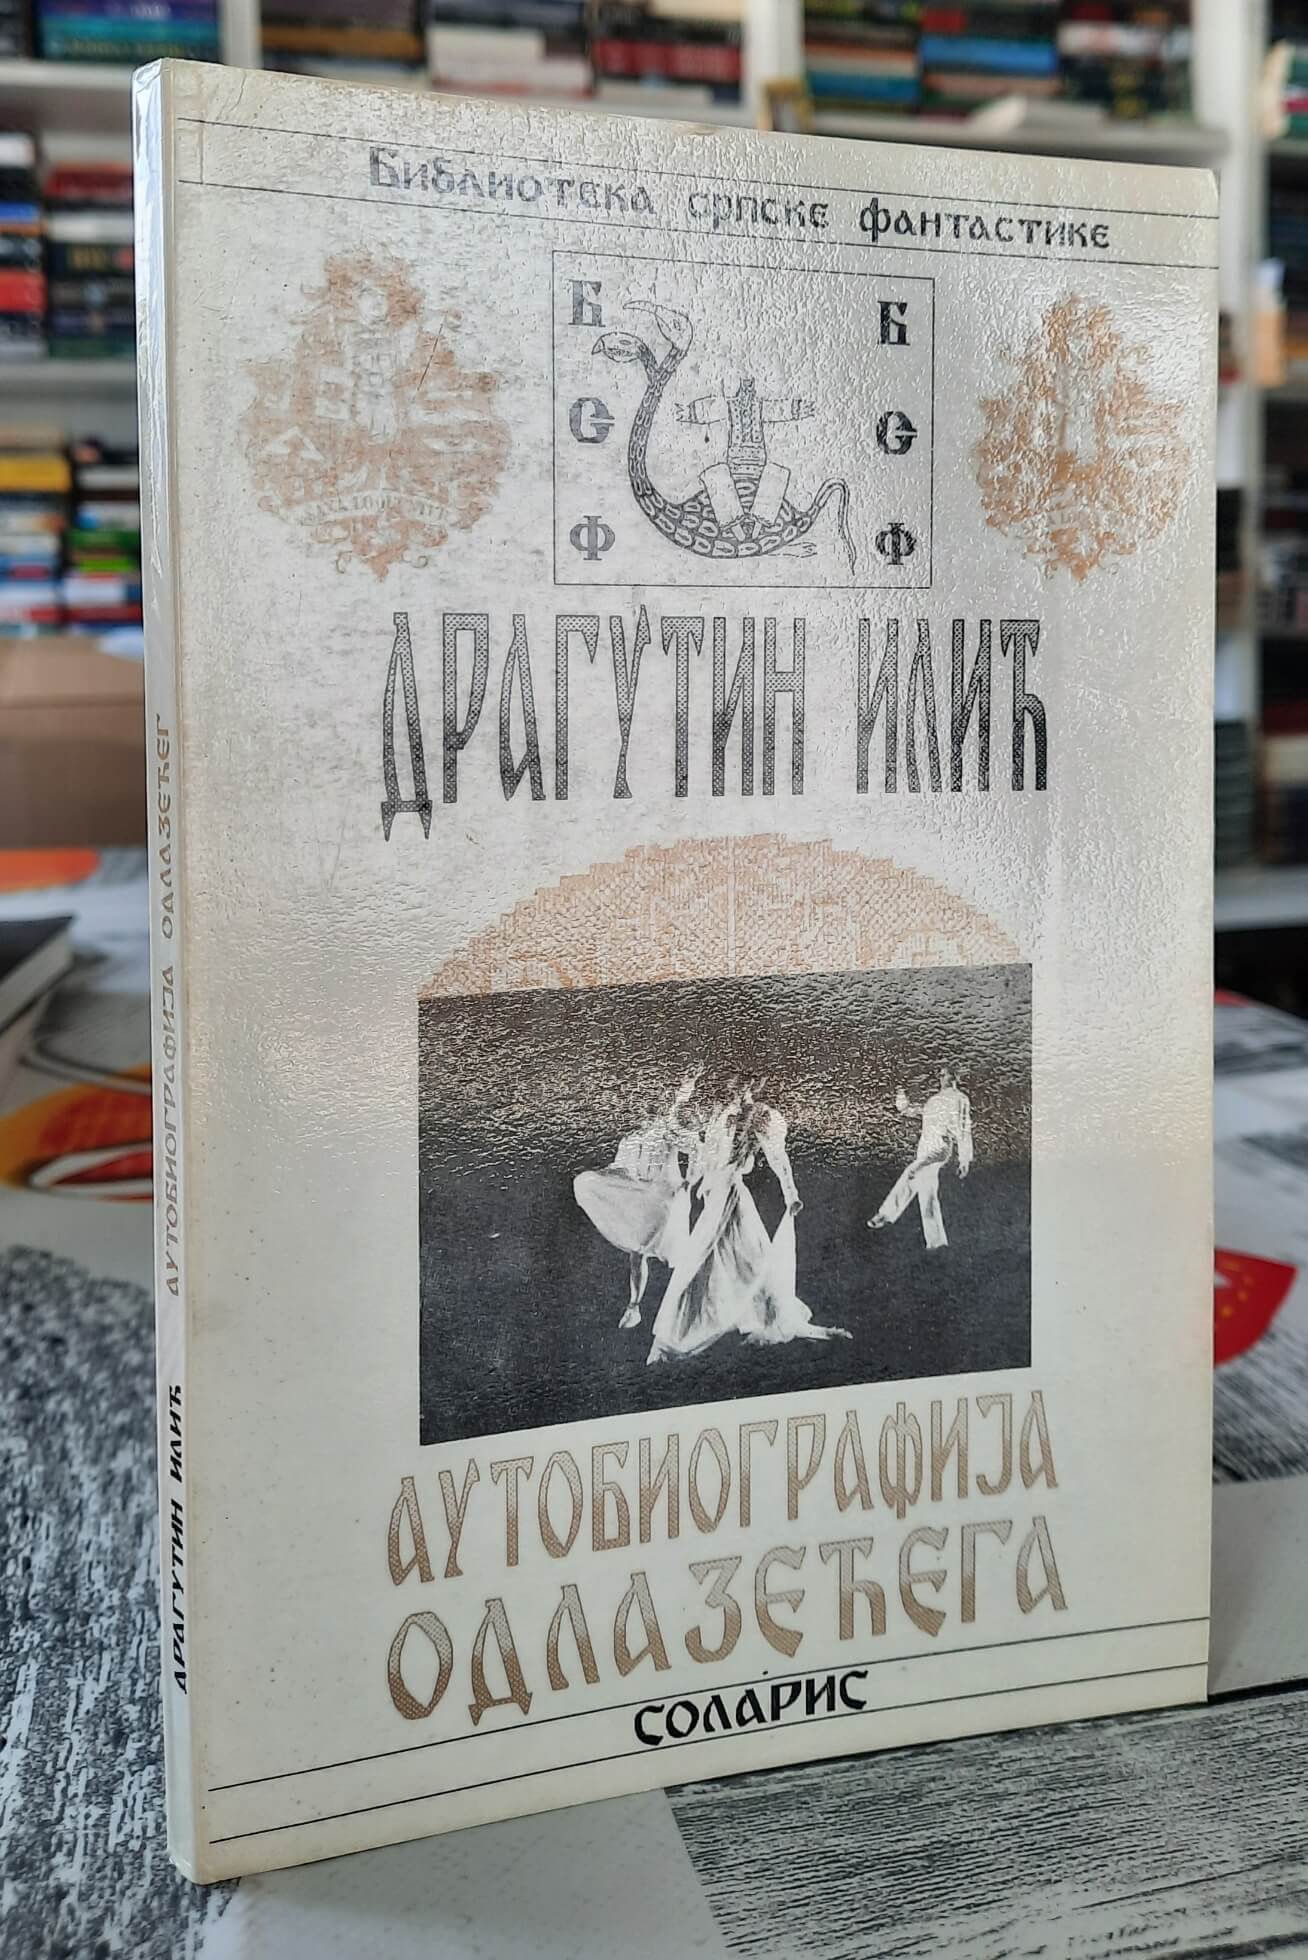 Библиотека српске фантастике
Б
С
Ф
Б
С
Ф
ДРАГУТИН ИЛИЋ
АУТОБИОГРАФИЈА
ОДЛАЗЕЋЕГА
СОЛАРИС
ДРАГУТИН ИЛИЋ АУТОБИОГРАФИЈА ОДЛАЗЕЋЕГ